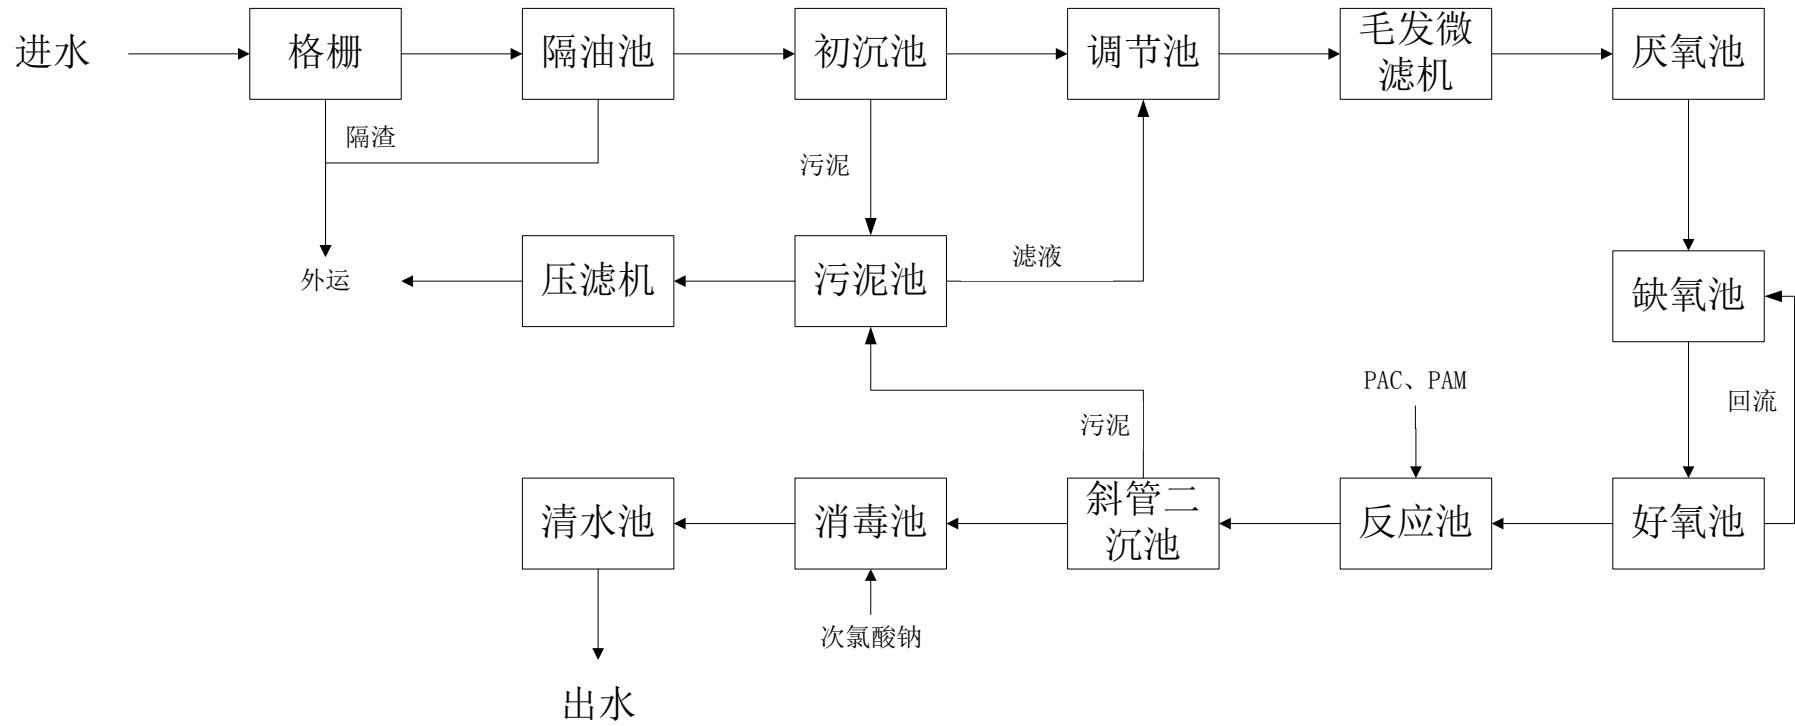 进水
格栅
隔油池
初沉池
调节池
毛发微
滤机
厌氧池
隔渣
污泥
外运
压滤机
污泥池
滤液
缺氧池
PAC、PAM
回流
污泥
清水池
消毒池
斜管二
沉池
反应池
好氧池
次氯酸钠
出水